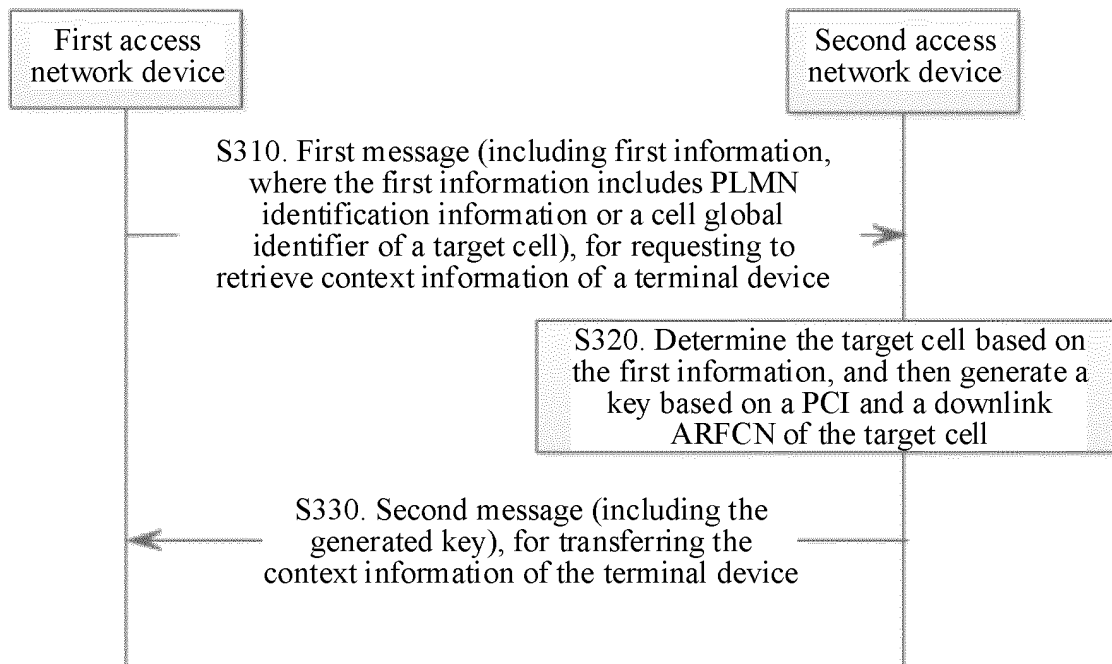 First access
network device
Second access
network device
S310. First message (including first information,
where the first information includes PLMN
identification information or a cell global
identifier of a target cell), for requesting to
retrieve context information of a terminal device
S320. Determine the target cell based on
the first information, and then generate a
key based on a PCI and a downlink
ARFCN of the target cell
S330. Second message (including the
generated key), for transferring the
context information of the terminal device